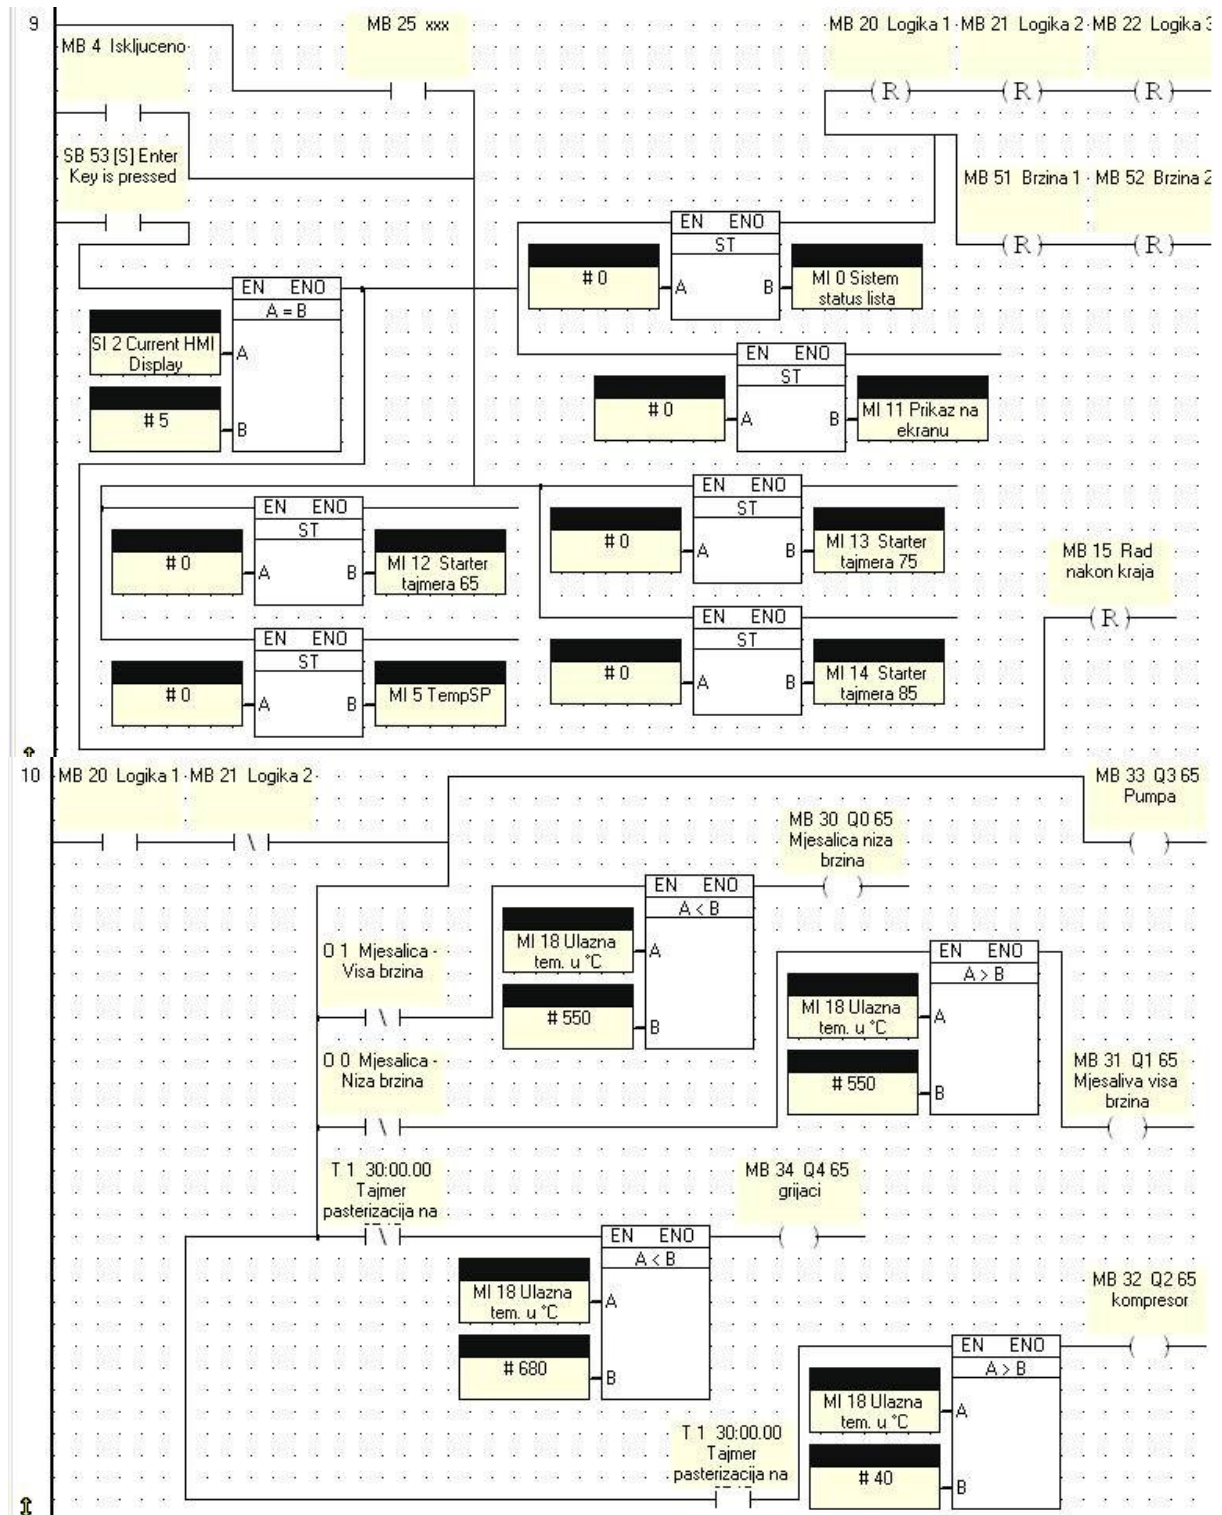 9
MB 4 Iskljuceno
MB 25 xxx
MB 20 Logika 1
MB 21 Logika 2
MB 22 Logika 3
(R)
(R)
(R)
SB 53 [S] Enter
Key is pressed
MB 51 Brzina 1
MB 52 Brzina 2
(R)
(R)
EN ENO
ST
# 0
A
B
MI 0 Sistem
status lista
EN ENO
A = B
SI 2 Current HMI
Display
A
# 5
B
EN ENO
ST
# 0
A
B
MI 11 Prikaz na
ekranu
EN ENO
ST
# 0
A
B
MI 12 Starter
tajmera 65
EN ENO
ST
# 0
A
B
MI 13 Starter
tajmera 75
MB 15 Rad
nakon kraja
(R)
EN ENO
ST
# 0
A
B
MI 5 TempSP
EN ENO
ST
# 0
A
B
MI 14 Starter
tajmera 85
10
MB 20 Logika 1
MB 21 Logika 2
MB 33 Q3 65
Pumpa
MB 30 Q0 65
Mjesalica niza
brzina
O 1 Mjesalica -
Visa brzina
EN ENO
A < B
MI 18 Ulazna
tem. u °C
A
# 550
B
EN ENO
A > B
MI 18 Ulazna
tem. u °C
A
# 550
B
O 0 Mjesalica -
Niza brzina
MB 31 Q1 65
Mjesaliva visa
brzina
T 1 30:00.00
Tajmer
pasterizacija na
MB 34 Q4 65
grijaci
EN ENO
A < B
MI 18 Ulazna
tem. u °C
A
# 680
B
MB 32 Q2 65
kompresor
EN ENO
A > B
MI 18 Ulazna
tem. u °C
A
# 40
B
T 1 30:00.00
Tajmer
pasterizacija na